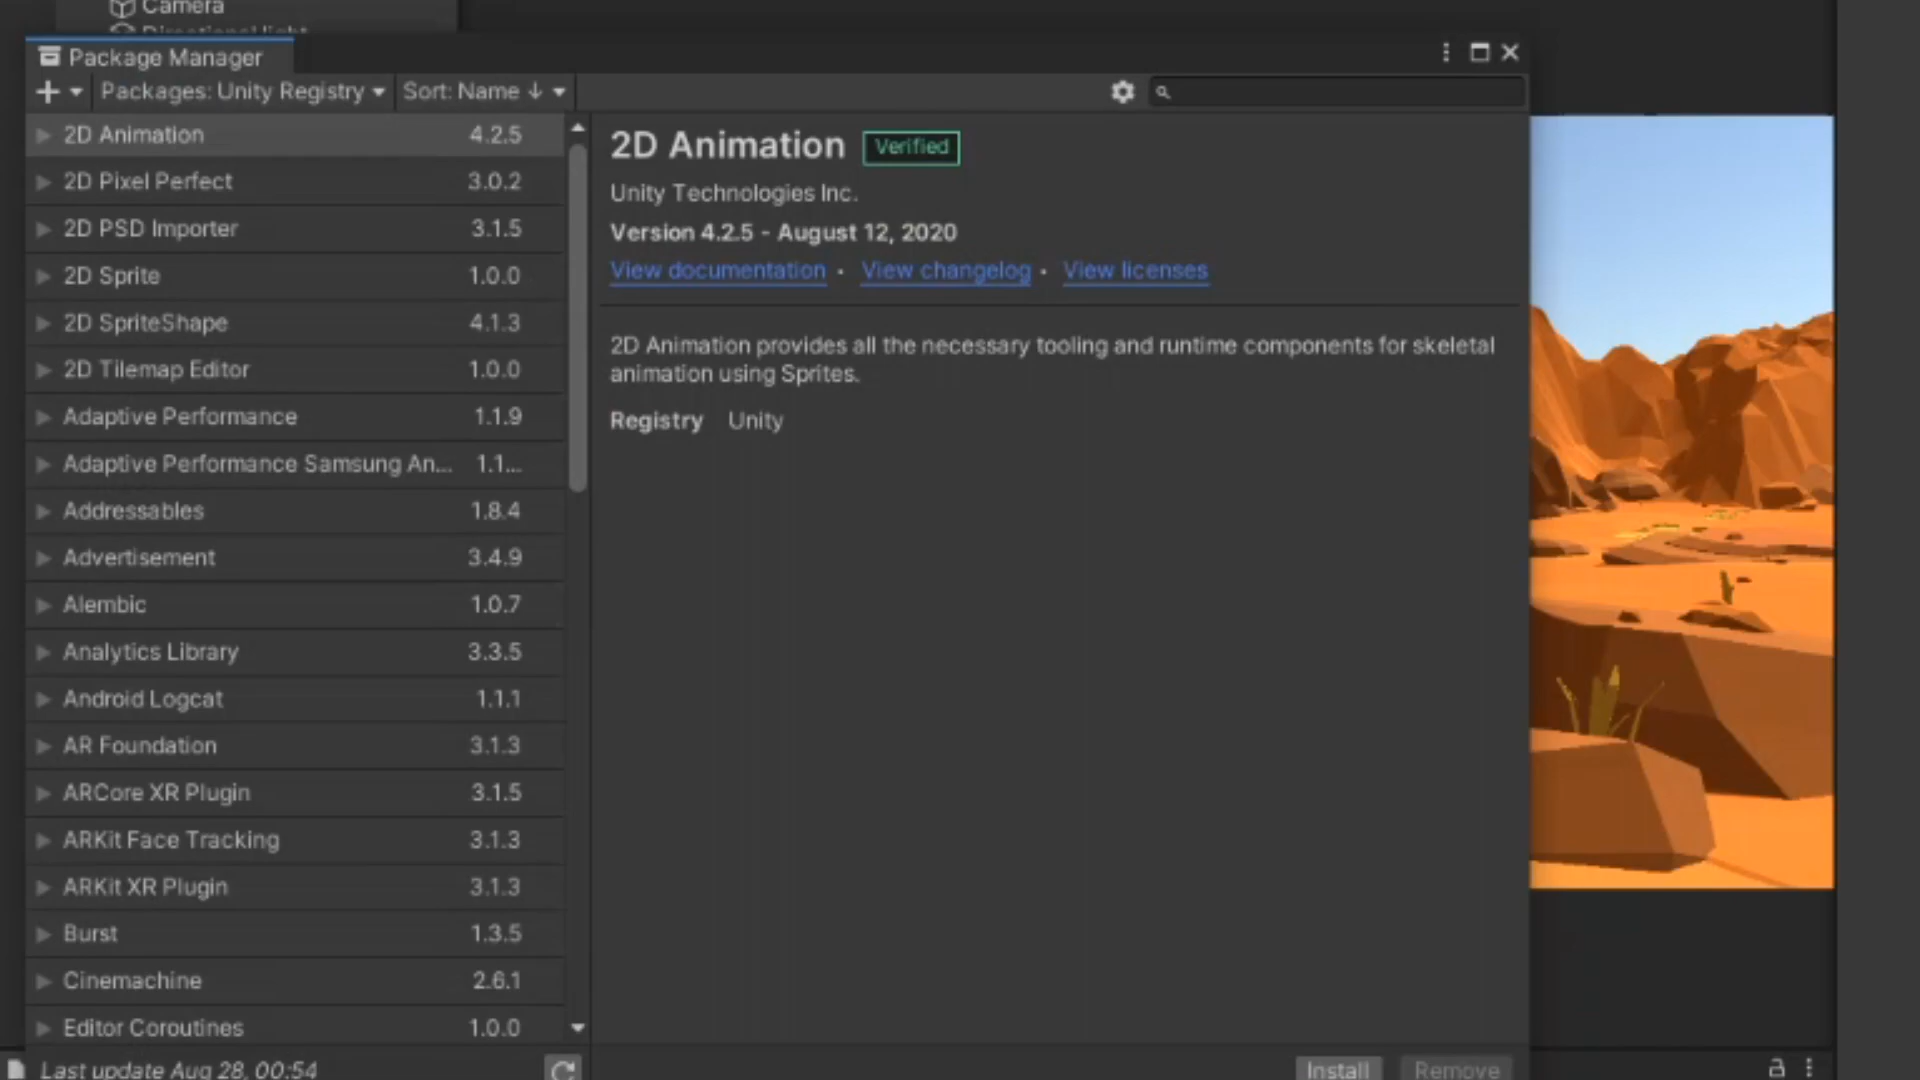 Camera
Directional light
Package Manager
Packages: Unity Registry
Sort: Name ↓
2D Animation 4.2.5
2D Pixel Perfect 3.0.2
2D PSD Importer 3.1.5
2D Sprite 1.0.0
2D SpriteShape 4.1.3
2D Tilemap Editor 1.0.0
Adaptive Performance 1.1.9
Adaptive Performance Samsung An... 1.1...
Addressables 1.8.4
Advertisement 3.4.9
Alembic 1.0.7
Analytics Library 3.3.5
Android Logcat 1.1.1
AR Foundation 3.1.3
ARCore XR Plugin 3.1.5
ARKit Face Tracking 3.1.3
ARKit XR Plugin 3.1.3
Burst 1.3.5
Cinemachine 2.6.1
Editor Coroutines 1.0.0
Last update Aug 28, 00:54
2D Animation Verified
Unity Technologies Inc.
Version 4.2.5 - August 12, 2020
View documentation • View changelog • View licenses
2D Animation provides all the necessary tooling and runtime components for skeletal
animation using Sprites.
Registry Unity
Install Remove